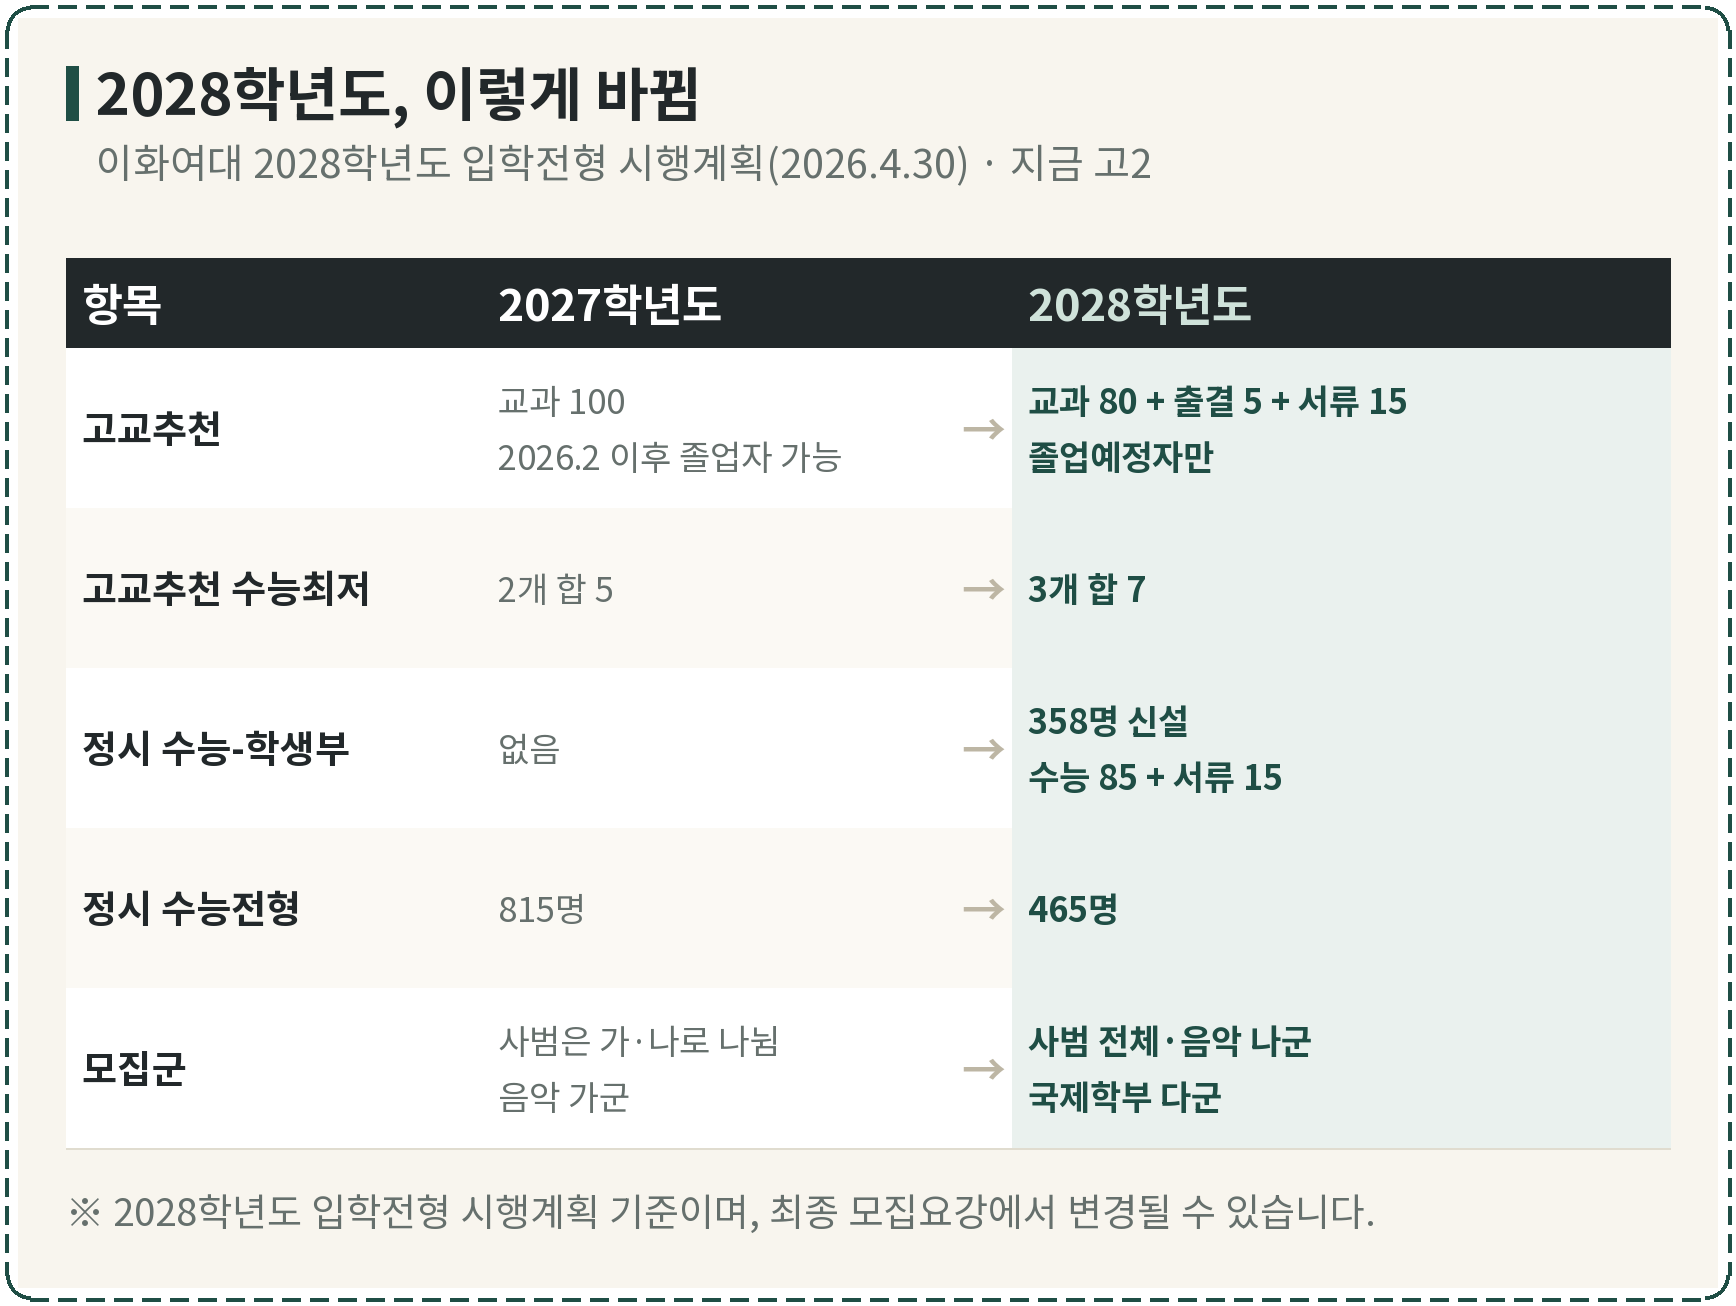 2028학년도, 이렇게 바뀜
이화여대 2028학년도 입학전형 시행계획(2026.4.30) · 지금 고2
항목 2027학년도 2028학년도
고교추천
교과 100
2026.2 이후 졸업자 가능
→
교과 80 + 출결 5 + 서류 15
졸업예정자만
고교추천 수능최저 2개 합 5 → 3개 합 7
정시 수능-학생부 없음 →
358명 신설
수능 85 + 서류 15
정시 수능전형 815명 → 465명
모집군
사범은 가·나로 나뉨
음악 가군
→
사범 전체·음악 나군
국제학부 다군
※ 2028학년도 입학전형 시행계획 기준이며, 최종 모집요강에서 변경될 수 있습니다.